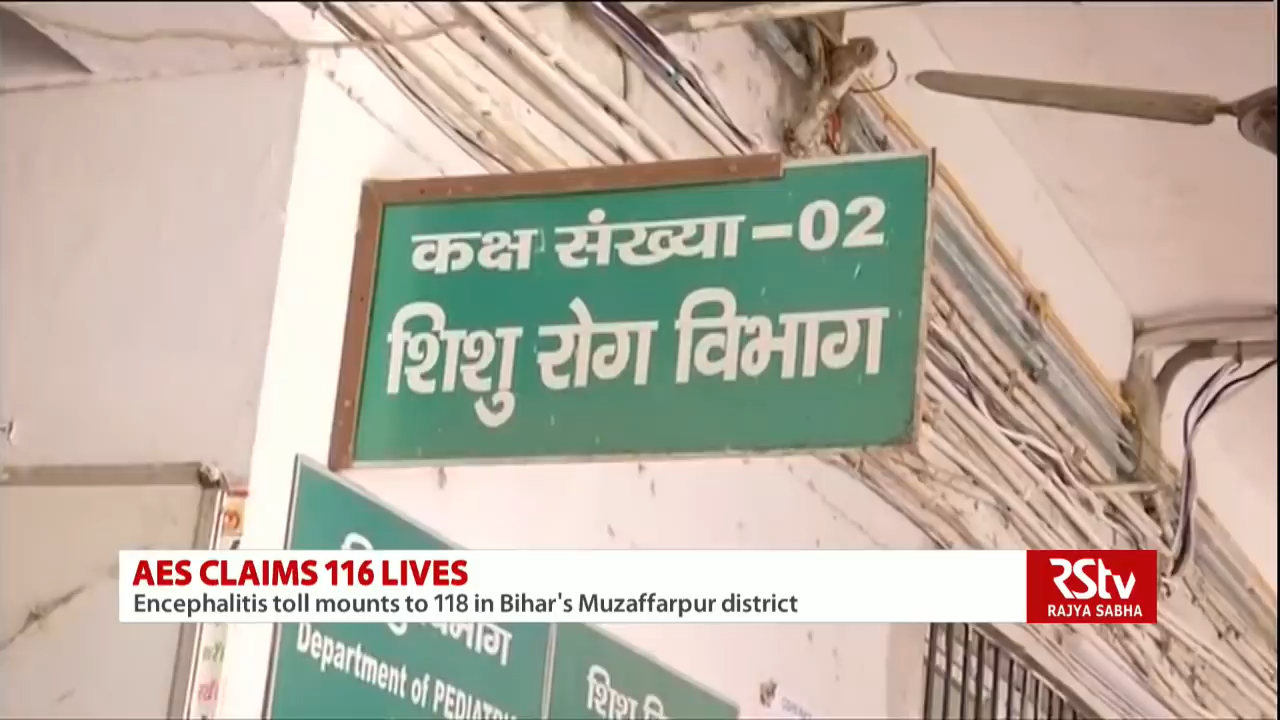 कक्ष संख्या-02
शिशु रोग विभाग
AES CLAIMS 116 LIVES
Encephalitis toll mounts to 118 in Bihar's Muzaffarpur district
RStv
RAJYA SABHA
Department of
शिशु